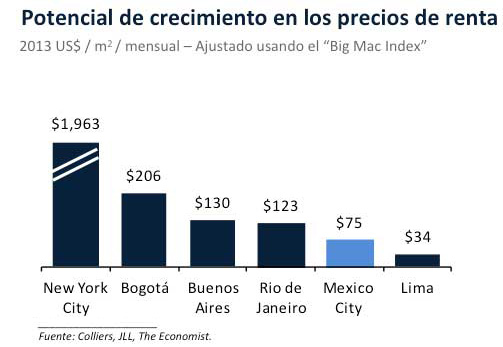 Potencial de crecimiento en los precios de renta
2013 US$ / m² / mensual – Ajustado usando el “Big Mac Index”
$1,963
$206
$130
$123
$75
$34
New York City
Bogotá
Buenos Aires
Rio de Janeiro
Mexico City
Lima
Fuente: Colliers, JLL, The Economist.